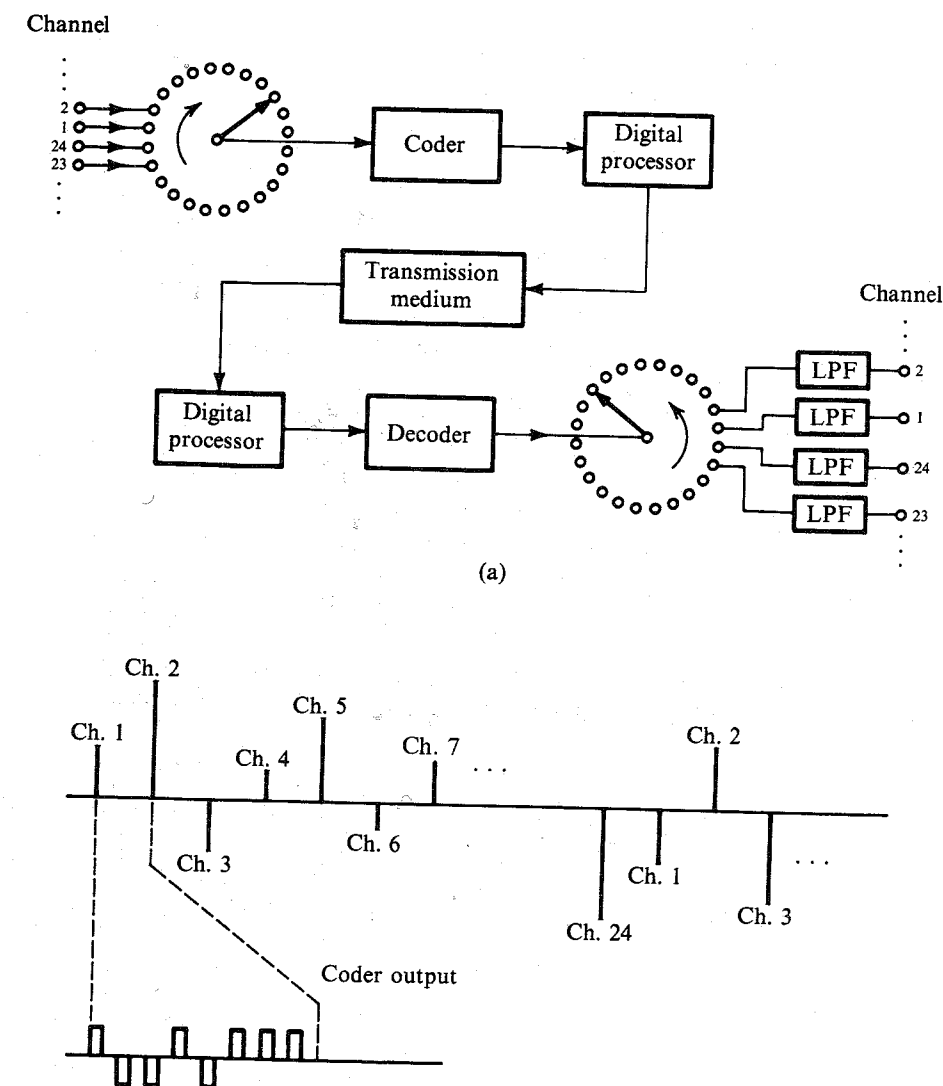 Channel
2
1
24
23
Coder
Digital
processor
Transmission
medium
Channel
LPF
2
LPF
1
LPF
24
LPF
23
Digital
processor
Decoder
(a)
Ch. 1
Ch. 2
Ch. 3
Ch. 4
Ch. 5
Ch. 6
Ch. 7
. . .
Ch. 24
Ch. 1
Ch. 2
Ch. 3
. . .
Coder output